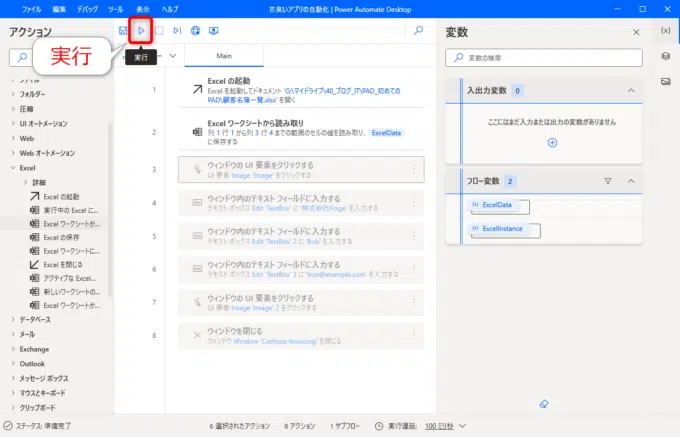 ファイル 編集 デバッグ ツール 表示 ヘルプ
古臭いアプリの自動化 | Power Automate Desktop
アクション
実行
実行
Main
変数
変数の検索
フォルダー
圧縮
UI オートメーション
Web
Web オートメーション
Excel
詳細
Excel の起動
実行中の Excel に...
Excel ワークシートか...
Excel の保存
Excel ワークシートに...
Excel を閉じる
アクティブな Excel...
新しいワークシートの...
Excel ワークシートか...
データベース
メール
Exchange
Outlook
メッセージ ボックス
マウスとキーボード
クリップボード
1
Excel の起動
Excel を起動してドキュメント 'G:\マイドライブ\40_ブログ_IT\PAD_初めての
PAD\顧客名簿一覧.xlsx' を開く
2
Excel ワークシートから読み取り
列 1 行 1 から列 3 行 4 までの範囲のセルの値を読み取り、 ExcelData
に保存する
3
ウィンドウの UI 要素をクリックする
UI 要素 Image 'Image' をクリックする
4
ウィンドウ内のテキスト フィールドに入力する
テキスト ボックス Edit 'TextBox' に '株式会社Hoge' を入力する
5
ウィンドウ内のテキスト フィールドに入力する
テキスト ボックス Edit 'TextBox' 2 に 'Bob' を入力する
6
ウィンドウ内のテキスト フィールドに入力する
テキスト ボックス Edit 'TextBox' 3 に 'bob@example.com' を入力する
7
ウィンドウの UI 要素をクリックする
UI 要素 Image 'Image' 2 をクリックする
8
ウィンドウを閉じる
ウィンドウ Window 'Contoso Invoicing' を閉じる
入出力変数 0
ここにはまだ入力または出力の変数がありません
フロー変数 2
(x) ExcelData
(x) ExcelInstance
{x}
ステータス: 準備完了
6 選択されたアクション
8 アクション
1 サブフロー
実行遅延:
100 ミリ秒